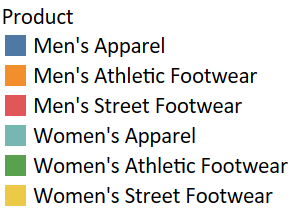 Product
Men's Apparel
Men's Athletic Footwear
Men's Street Footwear
Women's Apparel
Women's Athletic Footwear
Women's Street Footwear